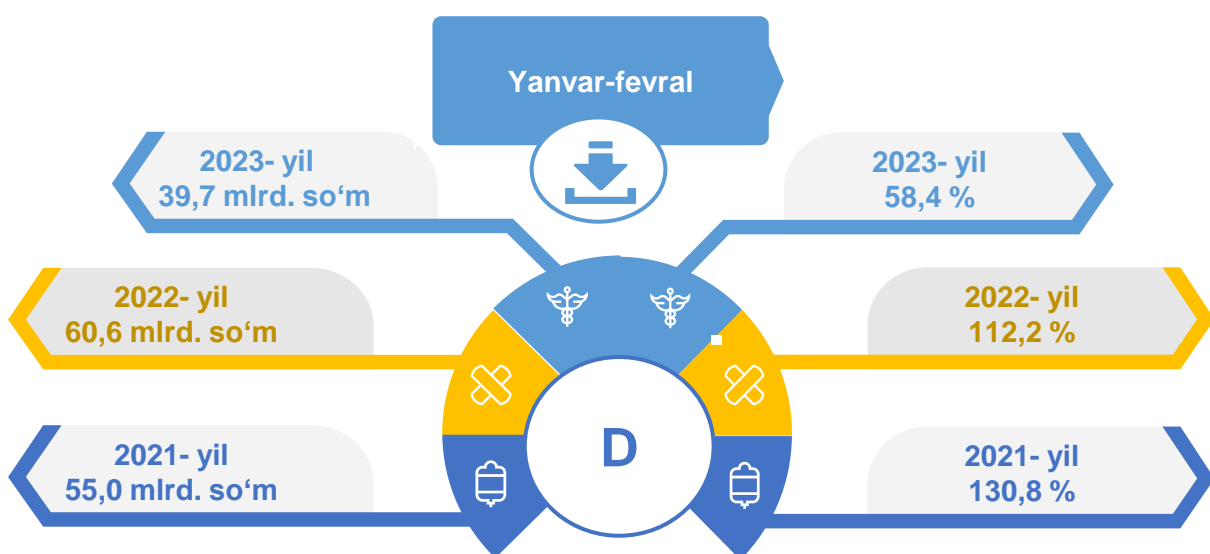 Yanvar-fevral
2023- yil
39,7 mlrd. so‘m
2023- yil
58,4 %
2022- yil
60,6 mlrd. so‘m
2022- yil
112,2 %
D
2021- yil
55,0 mlrd. so‘m
2021- yil
130,8 %